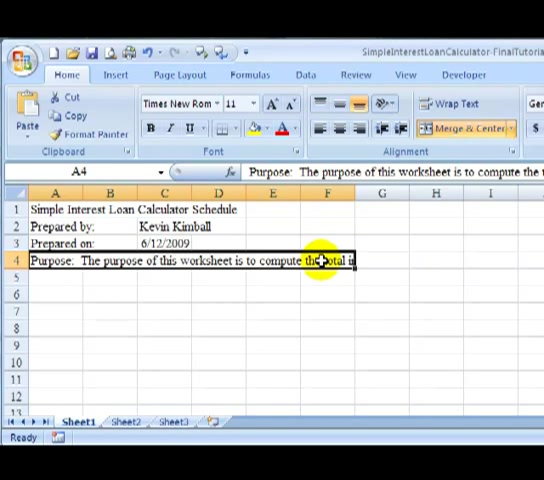 SimpleInterestLoanCalculator-FinalTutoria
Home Insert Page Layout Formulas Data Review View Developer
Cut
Copy
Format Painter
Paste
Times New Rom 11 A A
B I U A
Wrap Text
Merge & Center
Gen
$
Clipboard Font Alignment
A4 fx Purpose: The purpose of this worksheet is to compute the t
A B C D E F G H I
1 Simple Interest Loan Calculator Schedule
2 Prepared by: Kevin Kimball
3 Prepared on: 6/12/2009
4 Purpose: The purpose of this worksheet is to compute the total in
5
6
7
8
9
10
11
12
13
Sheet1 Sheet2 Sheet3
Ready